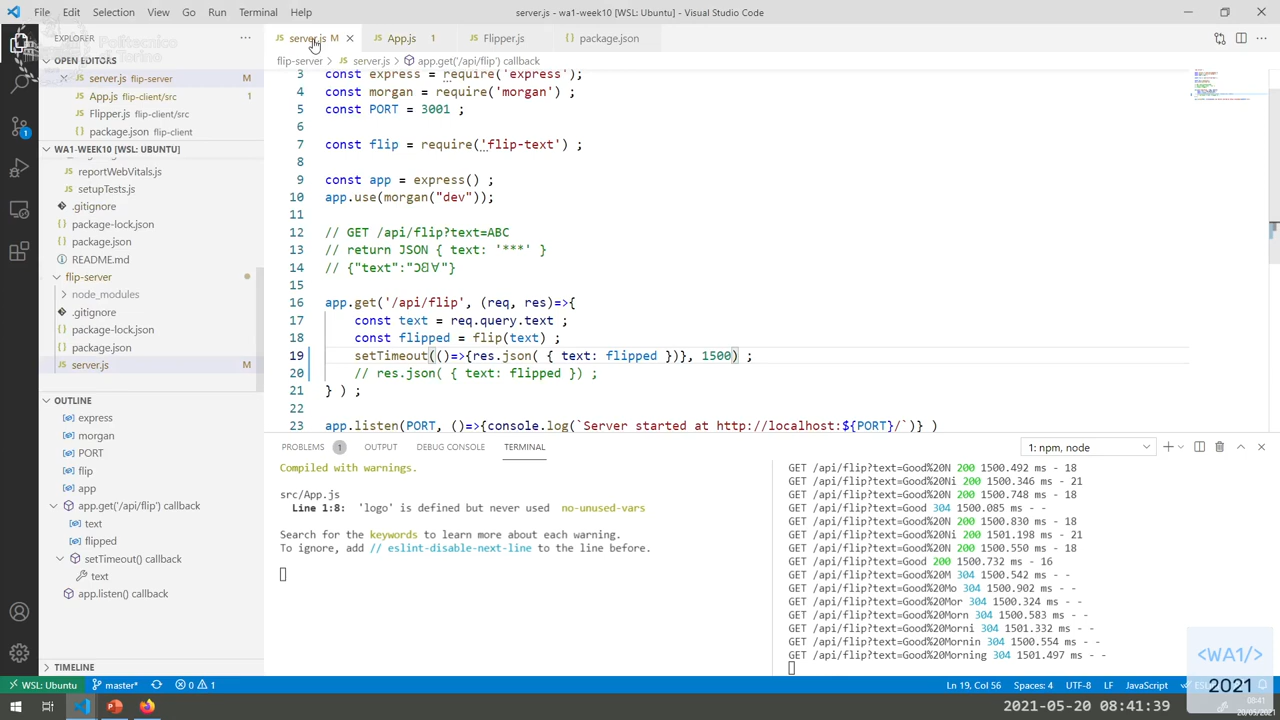 File Edit Selection View Go Run Terminal Help
server.js - wa1-week10 [WSL: Ubuntu] - Visual Studio Code
Politecnico
di Torino
EXPLORER
OPEN EDITORS
server.js flip-server M
App.js flip-client/src 1
Flipper.js flip-client/src
package.json flip-client
WA1-WEEK10 [WSL: UBUNTU]
reportWebVitals.js
setupTests.js
.gitignore
package-lock.json
package.json
README.md
flip-server
node_modules
.gitignore
package-lock.json
package.json
server.js M
OUTLINE
express
morgan
PORT
flip
app
app.get('/api/flip') callback
text
flipped
setTimeout() callback
text
app.listen() callback
TIMELINE
server.js M App.js 1 Flipper.js package.json
flip-server > server.js > app.get('/api/flip') callback
3 const express = require('express');
4 const morgan = require('morgan') ;
5 const PORT = 3001 ;
6
7 const flip = require('flip-text') ;
8
9 const app = express() ;
10 app.use(morgan("dev"));
11
12 // GET /api/flip?text=ABC
13 // return JSON { text: '***' }
14 // {"text":"Ɔᗺ∀"}
15
16 app.get('/api/flip', (req, res)=>{
17 const text = req.query.text ;
18 const flipped = flip(text) ;
19 setTimeout(()=>{res.json( { text: flipped })}, 1500) ;
20 // res.json( { text: flipped }) ;
21 } ) ;
22
23 app.listen(PORT, ()=>{console.log(`Server started at http://localhost:${PORT}/`)} )
PROBLEMS 1 OUTPUT DEBUG CONSOLE TERMINAL
1: npm, node
Compiled with warnings.
src/App.js
Line 1:8: 'logo' is defined but never used no-unused-vars
Search for the keywords to learn more about each warning.
To ignore, add // eslint-disable-next-line to the line before.
GET /api/flip?text=Good%20N 200 1500.492 ms - 18
GET /api/flip?text=Good%20Ni 200 1500.346 ms - 21
GET /api/flip?text=Good%20N 200 1500.748 ms - 18
GET /api/flip?text=Good 304 1500.085 ms - -
GET /api/flip?text=Good%20N 200 1500.830 ms - 18
GET /api/flip?text=Good%20Ni 200 1501.198 ms - 21
GET /api/flip?text=Good%20N 200 1500.550 ms - 18
GET /api/flip?text=Good 200 1500.732 ms - 16
GET /api/flip?text=Good%20M 304 1500.542 ms - -
GET /api/flip?text=Good%20Mo 304 1500.902 ms - -
GET /api/flip?text=Good%20Mor 304 1500.324 ms - -
GET /api/flip?text=Good%20Morn 304 1500.583 ms - -
GET /api/flip?text=Good%20Morni 304 1501.332 ms - -
GET /api/flip?text=Good%20Mornin 304 1500.554 ms - -
GET /api/flip?text=Good%20Morning 304 1501.497 ms - -
<WA1/>
2021
WSL: Ubuntu master* 0 1
Ln 19, Col 56 Spaces: 4 UTF-8 LF JavaScript
2021-05-20 08:41:39
08:41
20/05/2021